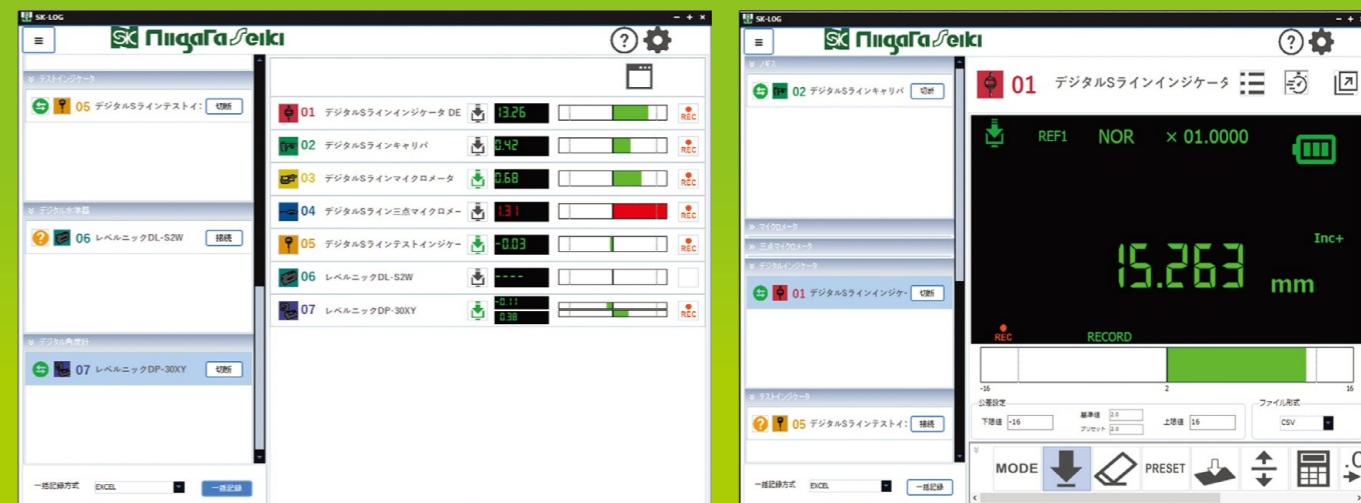 SK-LOG
SK Niigata Seiki
テストインジケータ
05 デジタルSラインテストイ: 切断
デジタル水準器
06 レベルニックDL-S2W 接続
デジタル角度計
07 レベルニックDP-30XY 切断
一括記録方式 EXCEL 一括記録
01 デジタルSラインインジケータ DE 13.26 REC
02 デジタルSラインキャリパ 0.42 REC
03 デジタルSラインマイクロメータ 0.68 REC
04 デジタルSライン三点マイクロメー 1.31 REC
05 デジタルSラインテストインジケー -0.03 REC
06 レベルニックDL-S2W ----
07 レベルニックDP-30XY -0.11 0.38 REC
SK-LOG
SK Niigata Seiki
ノギス
02 デジタルSラインキャリパ 切断
マイクロメータ
三点マイクロメータ
デジタルインジケータ
01 デジタルSラインインジケー 切断
テストインジケータ
05 デジタルSラインテストイ: 接続
一括記録方式 EXCEL 一括記録
01 デジタルSラインインジケータ
REF1 NOR × 01.0000
Inc+
15.263 mm
REC RECORD
-16 2 16
公差設定 ファイル形式
下限値 -16 基準値 2.0 上限値 16 CSV
プリセット 2.0
MODE PRESET .0